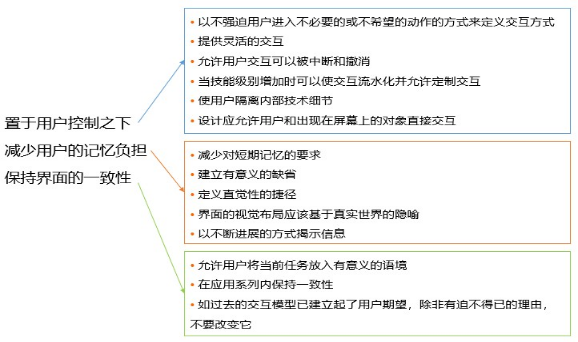 置于用户控制之下
减少用户的记忆负担
保持界面的一致性
• 以不强迫用户进入不必要的或不希望的动作的方式来定义交互方式
• 提供灵活的交互
• 允许用户交互可以被中断和撤消
• 当技能级别增加时可以使交互流水化并允许定制交互
• 使用户隔离内部技术细节
• 设计应允许用户和出现在屏幕上的对象直接交互
• 减少对短期记忆的要求
• 建立有意义的缺省
• 定义直觉性的捷径
• 界面的视觉布局应该基于真实世界的隐喻
• 以不断进展的方式揭示信息
• 允许用户将当前任务放入有意义的语境
• 在应用系列内保持一致性
• 如过去的交互模型已建立起了用户期望，除非有迫不得已的理由，
不要改变它